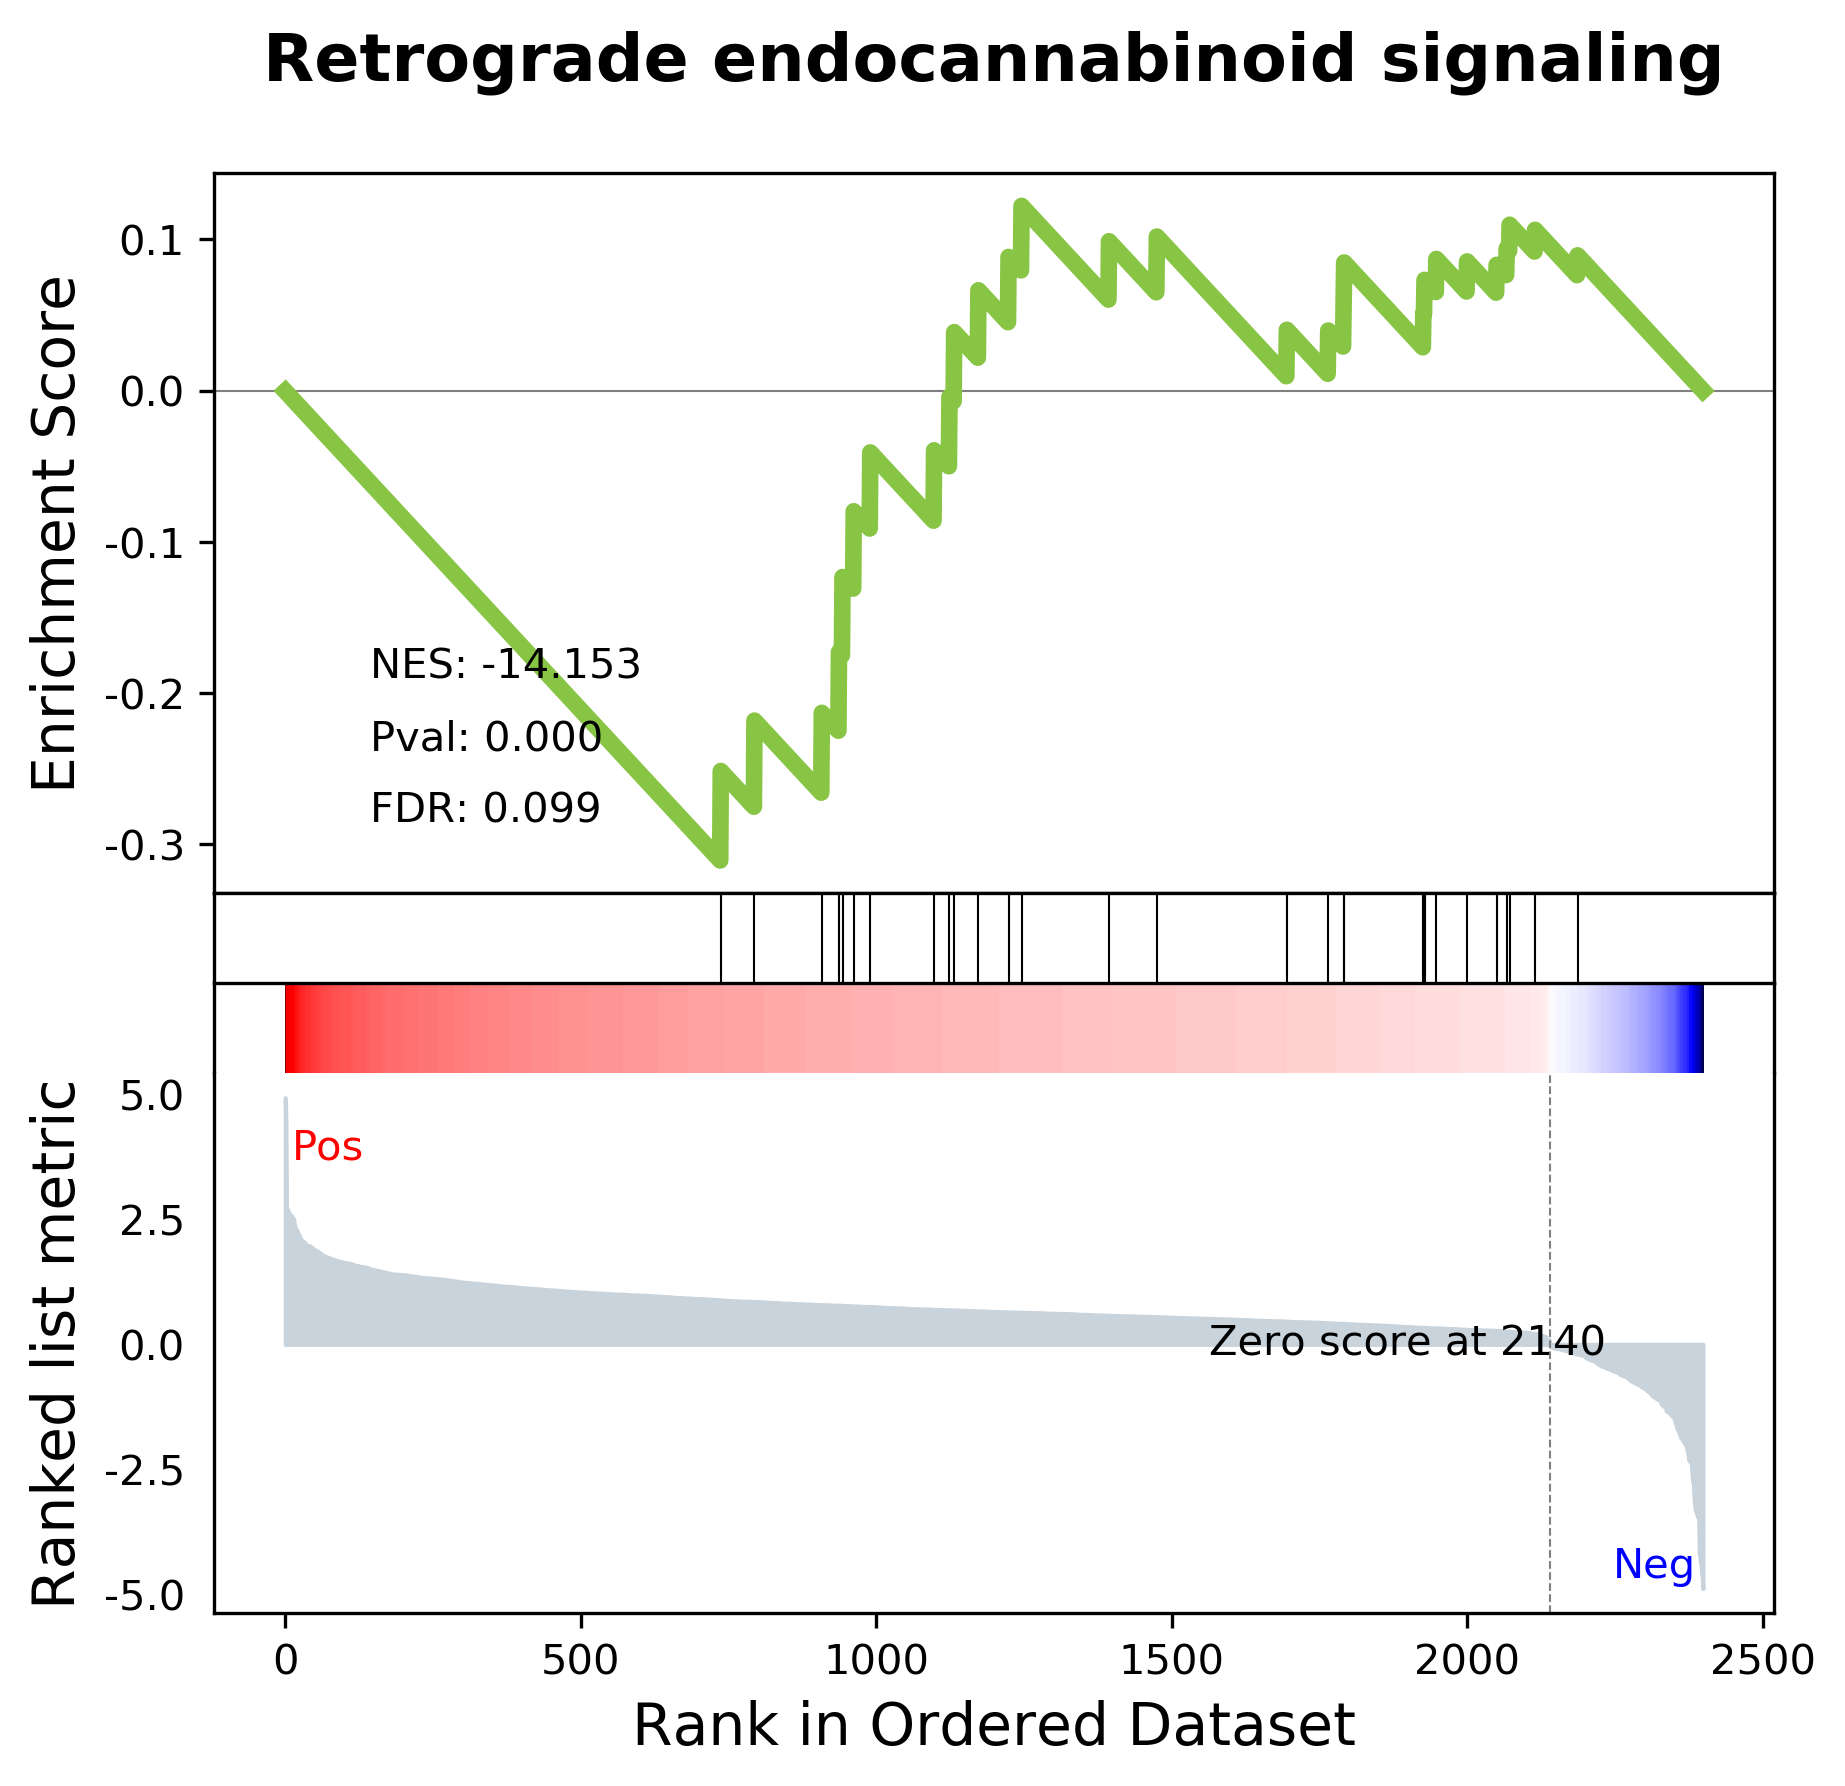 Retrograde endocannabinoid signaling
Enrichment Score
0.1
0.0
-0.1
-0.2
-0.3
NES: -14.153
Pval: 0.000
FDR: 0.099
Ranked list metric
5.0
2.5
0.0
-2.5
-5.0
Pos
Zero score at 2140
Neg
0 500 1000 1500 2000 2500
Rank in Ordered Dataset